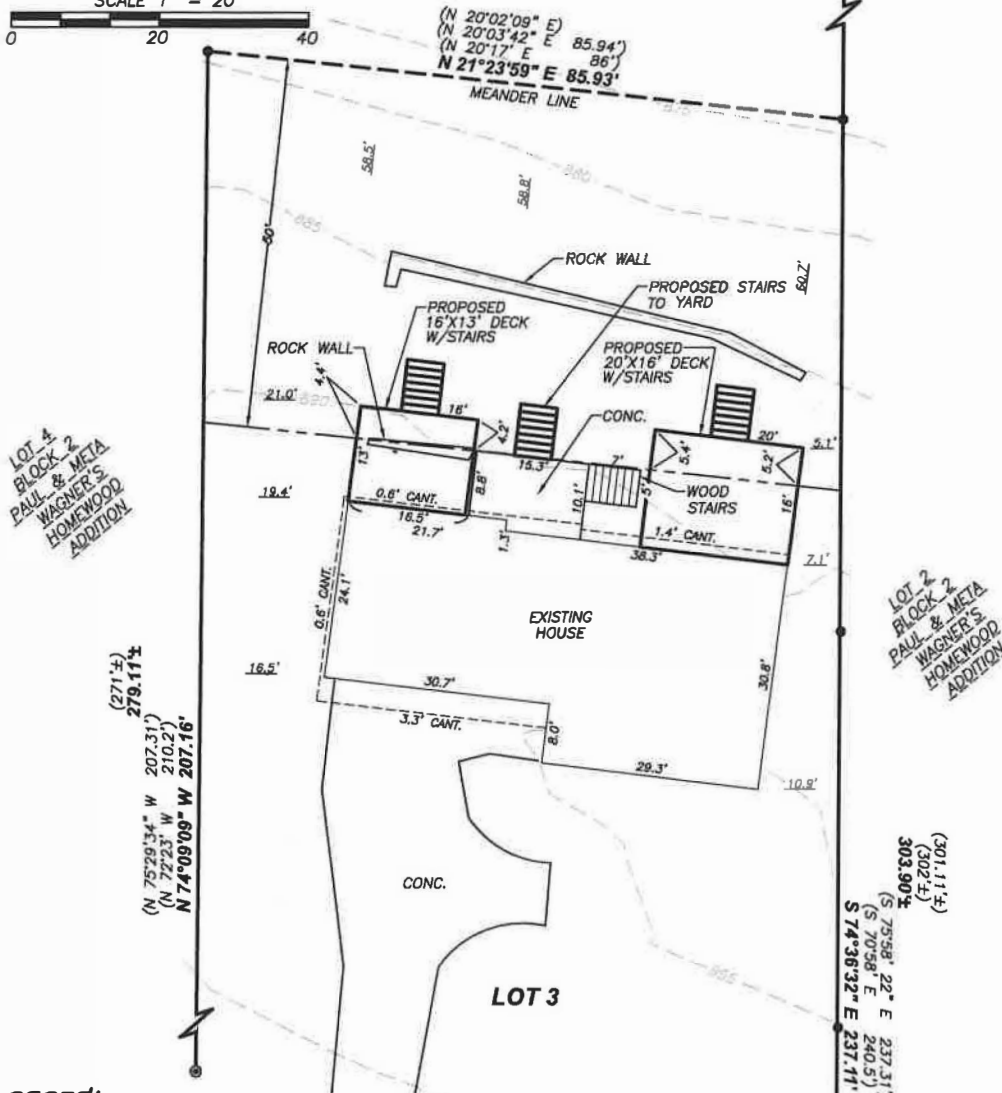 SCALE 1" = 20'
0 20 40
(N 20°02'09" E)
(N 20°03'42" E 85.94')
(N 20°17' E 86')
N 21°23'59" E 85.93'
MEANDER LINE
875
880
58.5'
58.8'
885
50'
60.7'
ROCK WALL
PROPOSED STAIRS
TO YARD
PROPOSED
16'X13' DECK
W/STAIRS
PROPOSED
20'X16' DECK
W/STAIRS
ROCK WALL
4.4'
21.0'
890
16'
CONC.
20'
5.1'
4.2'
5.4'
5.2'
13'
15.3'
7'
LOT 4
BLOCK 2
PAUL & META
WAGNER'S
HOMEWOOD
ADDITION
19.4'
8.8'
10.1'
5'
WOOD
STAIRS
16'
0.6' CANT.
16.5'
21.7'
1.3'
1.4' CANT.
38.3'
7.1'
LOT 2
BLOCK 2
PAUL & META
WAGNER'S
HOMEWOOD
ADDITION
0.6' CANT.
24.1'
EXISTING
HOUSE
16.5'
30.7'
30.8'
3.3' CANT.
8.0'
29.3'
10.9'
(271'±)
279.11'±
(N 75°29'34" W 207.31')
(N 72°23' W 210.2')
N 74°09'09" W 207.16'
CONC.
(301.11'±)
(302'±)
303.90'±
(S 75°58' 22" E 237.31')
(S 70°58' E 240.5')
S 74°36'32" E 237.11'
895
LOT 3